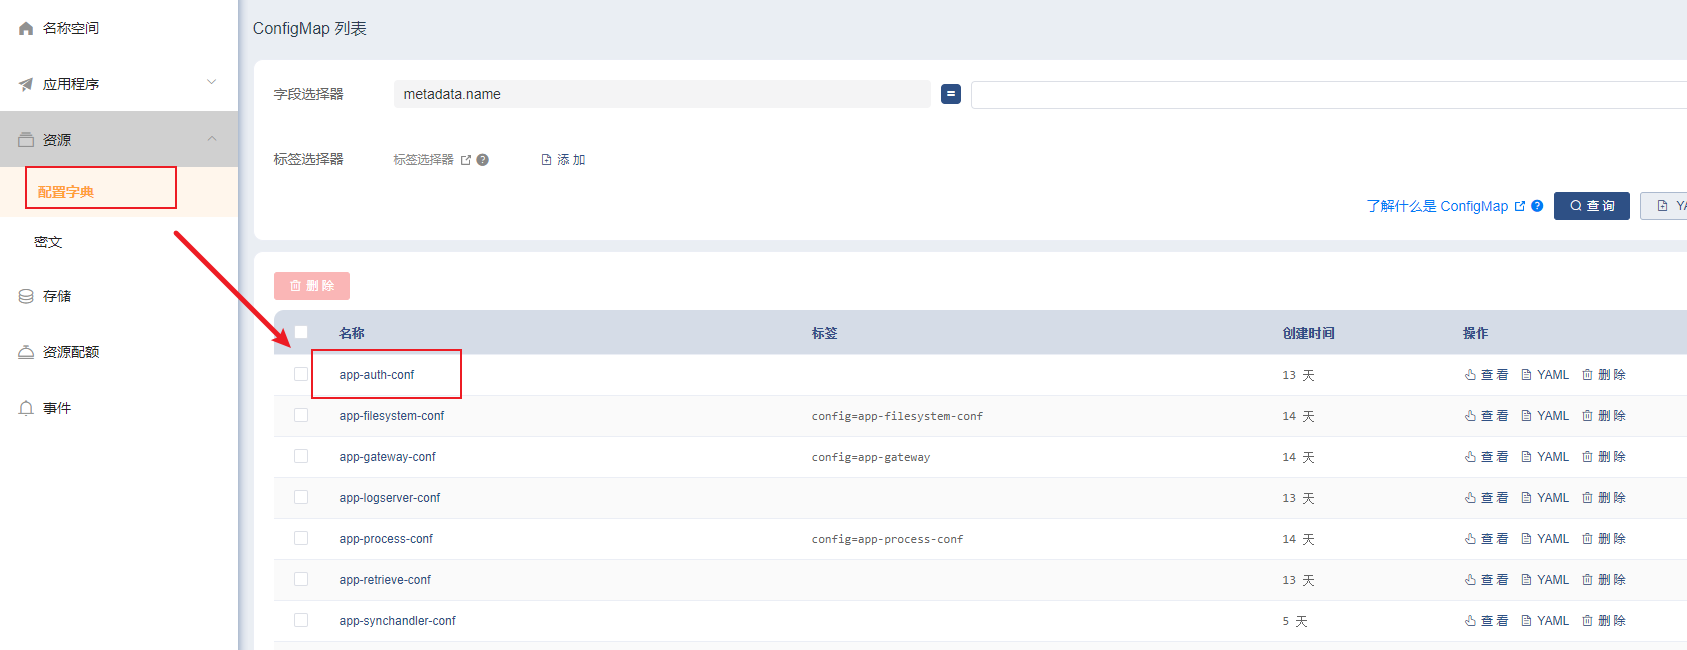 名称空间
应用程序
资源
配置字典
密文
存储
资源配额
事件
ConfigMap 列表
字段选择器 metadata.name =
标签选择器 标签选择器 添 加
了解什么是 ConfigMap 查 询 YA
删 除
名称 标签 创建时间 操作
app-auth-conf 13 天 查 看 YAML 删 除
app-filesystem-conf config=app-filesystem-conf 14 天 查 看 YAML 删 除
app-gateway-conf config=app-gateway 14 天 查 看 YAML 删 除
app-logserver-conf 13 天 查 看 YAML 删 除
app-process-conf config=app-process-conf 14 天 查 看 YAML 删 除
app-retrieve-conf 13 天 查 看 YAML 删 除
app-synchandler-conf 5 天 查 看 YAML 删 除